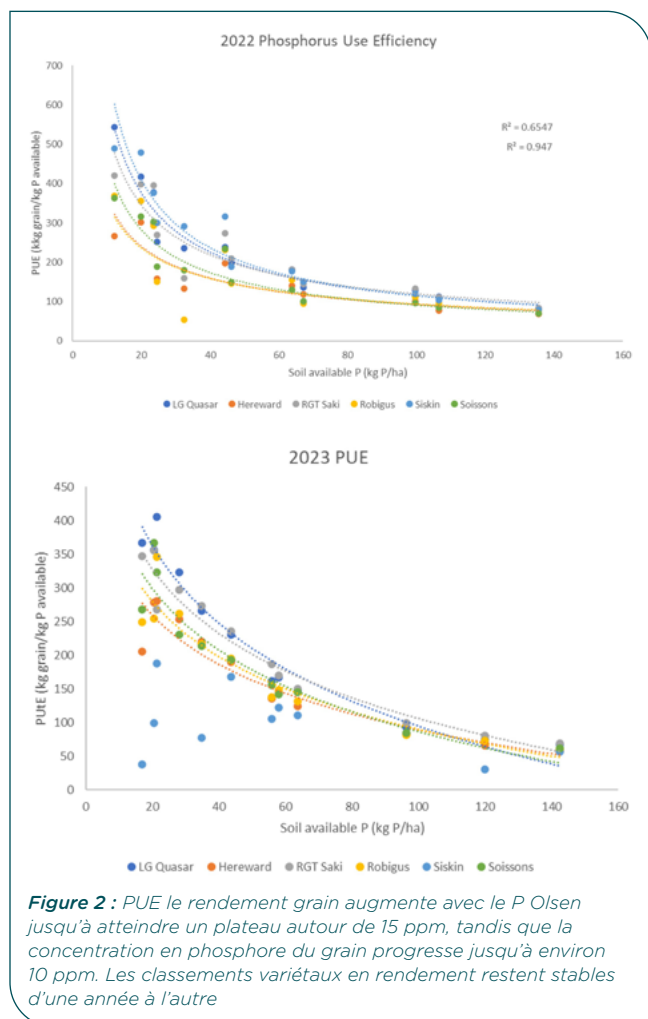 2022 Phosphorus Use Efficiency
700
600
500
400
300
200
100
0
PUE (kkg grain/kg P available)
R² = 0.6547
R² = 0.947
0 20 40 60 80 100 120 140 160
Soil available P (kg P/ha)
LG Quasar Hereward RGT Saki Robigus Siskin Soissons
2023 PUE
450
400
350
300
250
200
150
100
50
0
PUtE (kg grain/kg P available)
0 20 40 60 80 100 120 140 160
Soil available P (kg P/ha)
LG Quasar Hereward RGT Saki Robigus Siskin Soissons
Figure 2 : PUE le rendement grain augmente avec le P Olsen
jusqu'à atteindre un plateau autour de 15 ppm, tandis que la
concentration en phosphore du grain progresse jusqu'à environ
10 ppm. Les classements variétaux en rendement restent stables
d'une année à l'autre